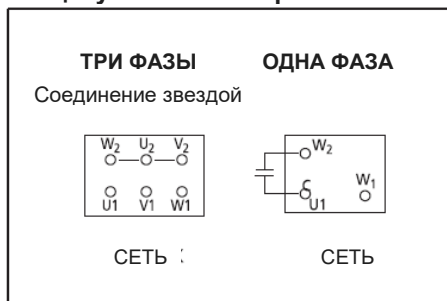 ТРИ ФАЗЫ ОДНА ФАЗА
Соединение звездой
W2 U2 V2
U1 V1 W1
W2
C
U1
W1
СЕТЬ СЕТЬ